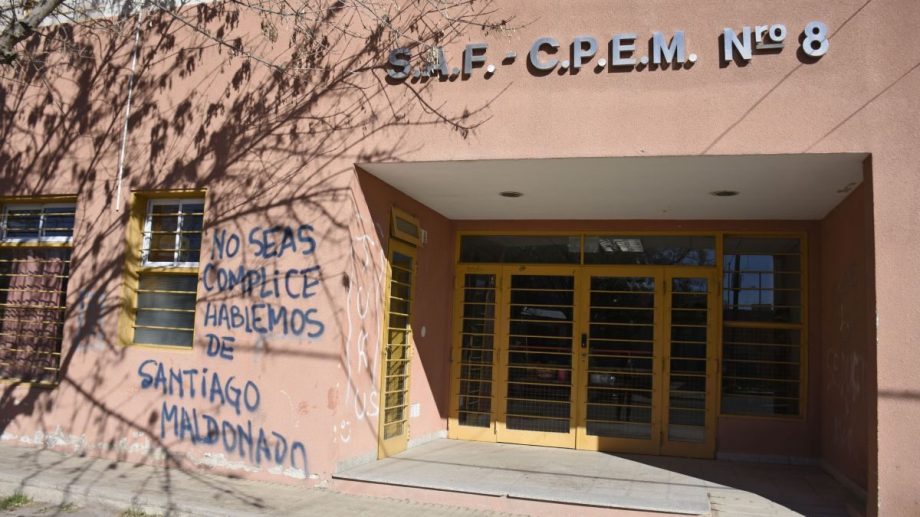 S.A.F. - C.P.E.M. Nro 8
NO SEAS
COMPLICE
HABLEMOS
DE
SANTIAGO
MALDONADO